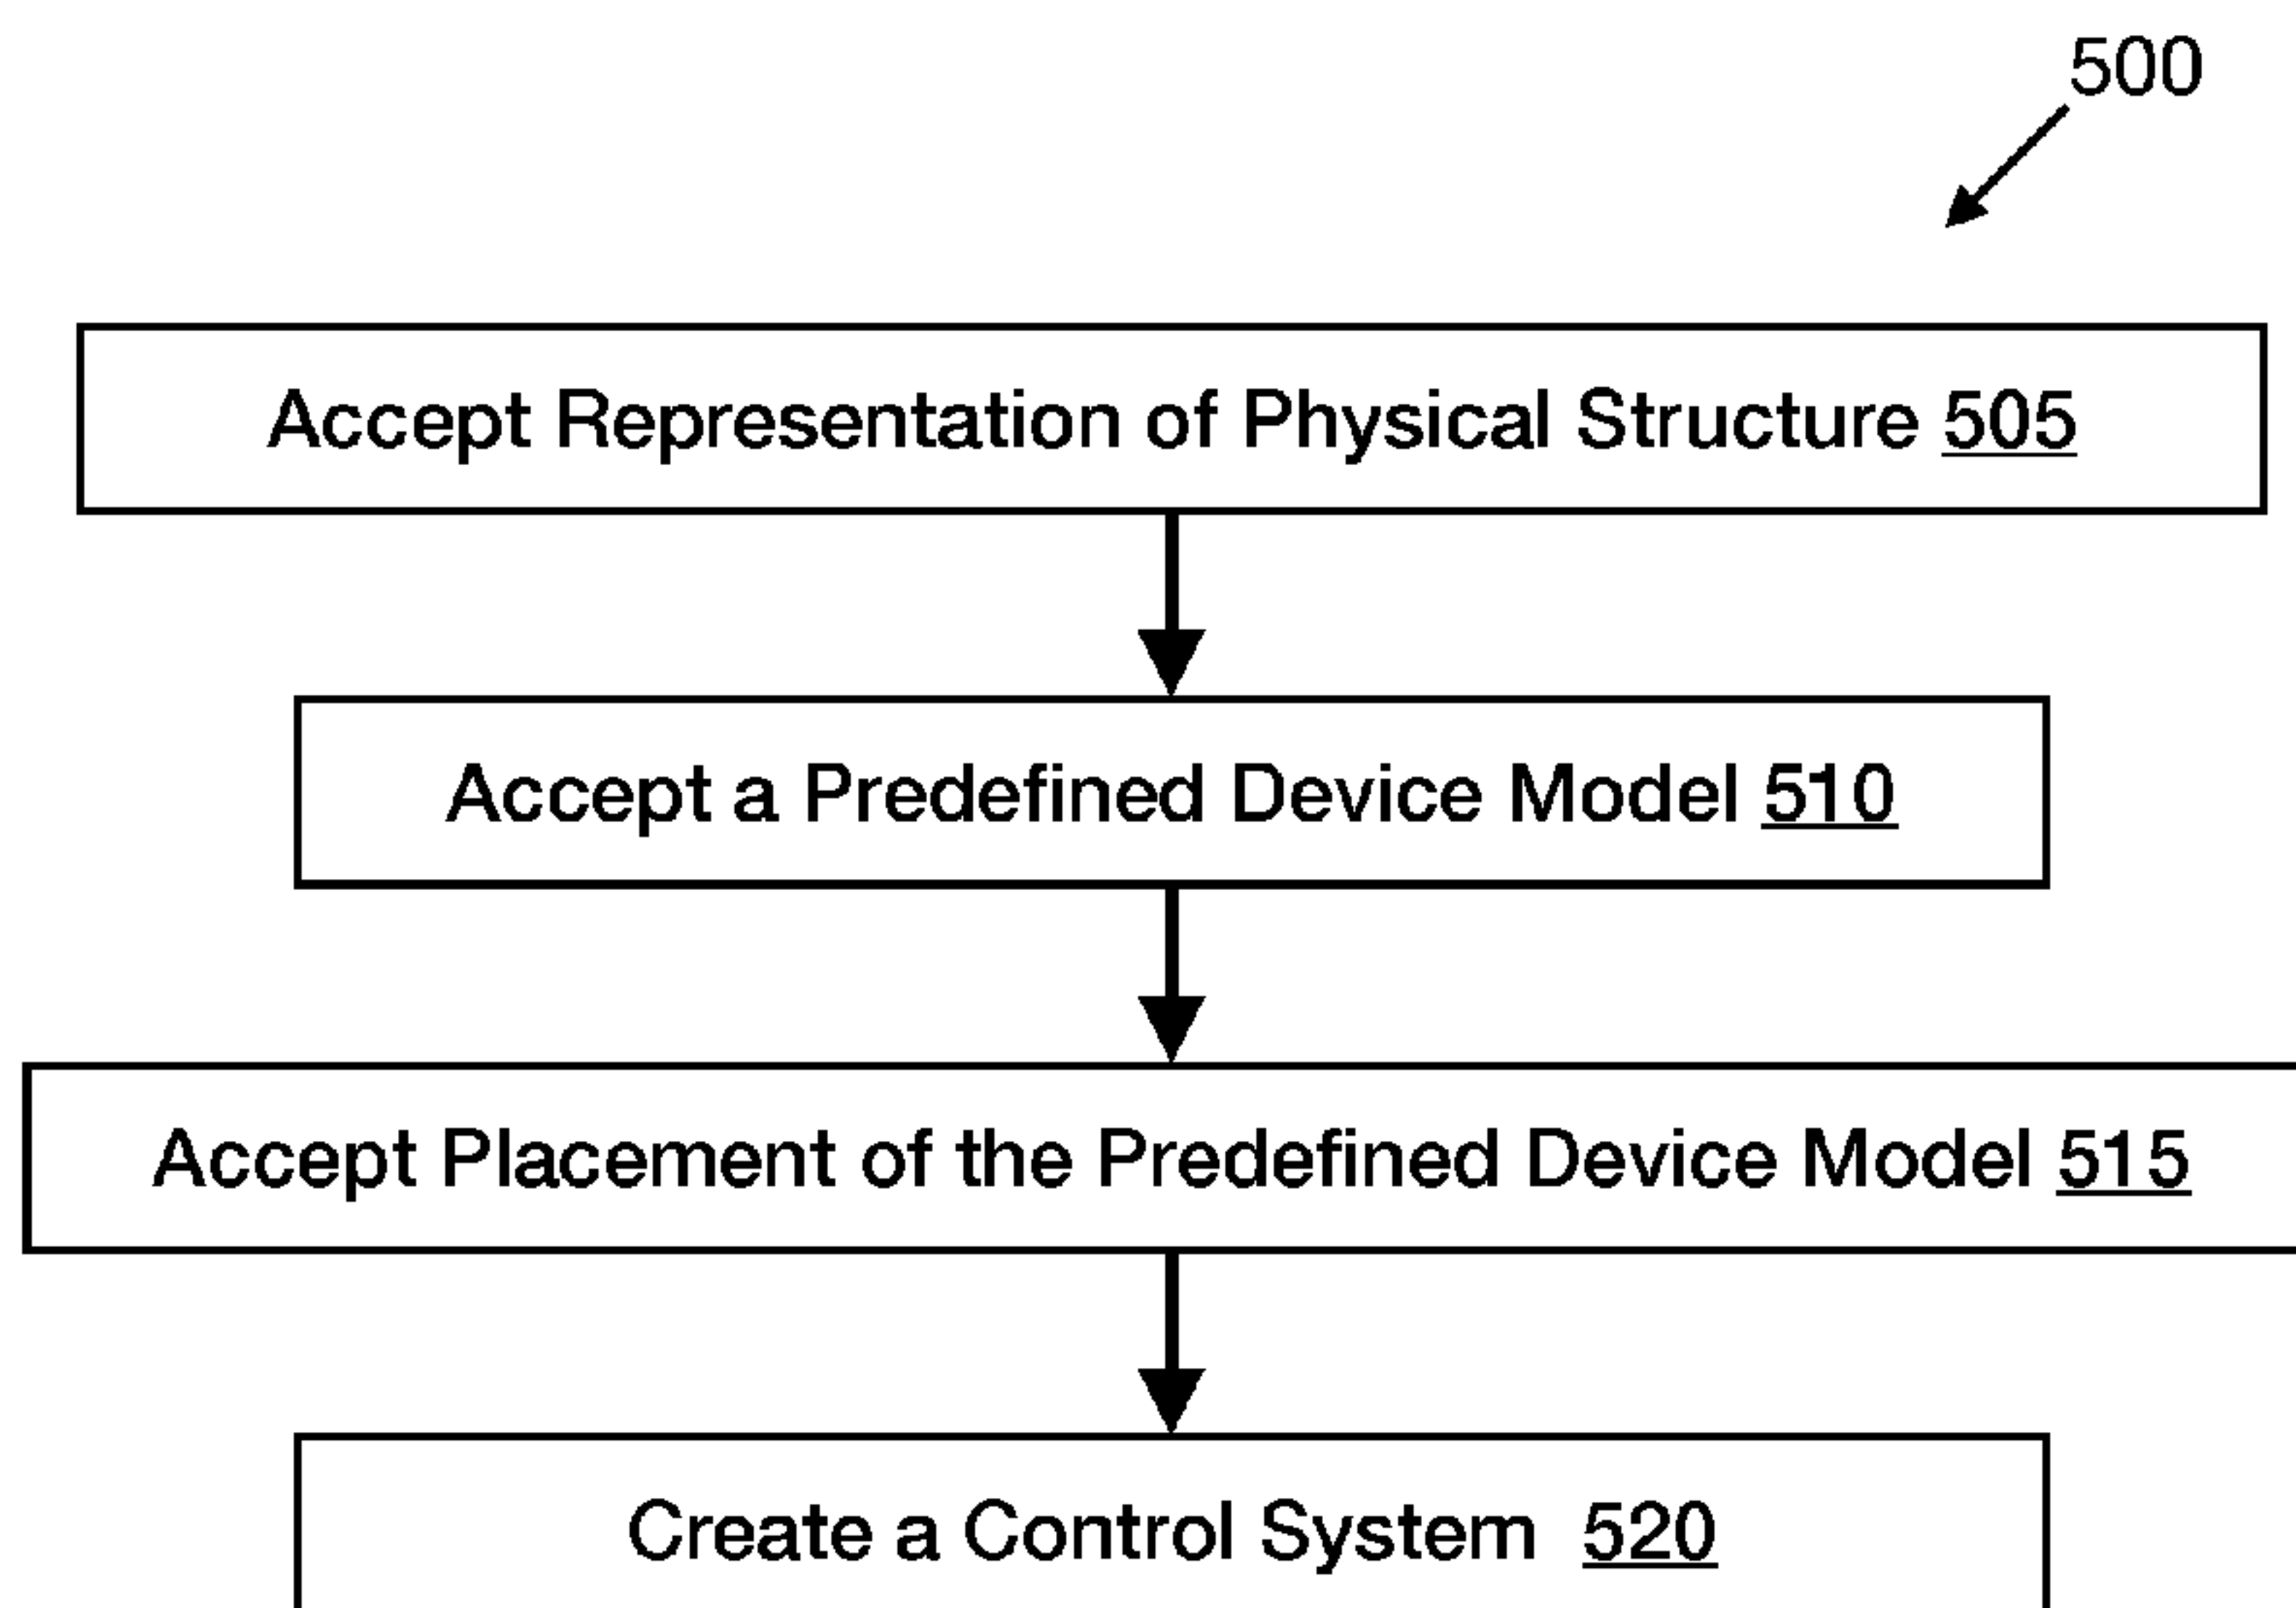 500
Accept Representation of Physical Structure 505
Accept a Predefined Device Model 510
Accept Placement of the Predefined Device Model 515
Create a Control System 520